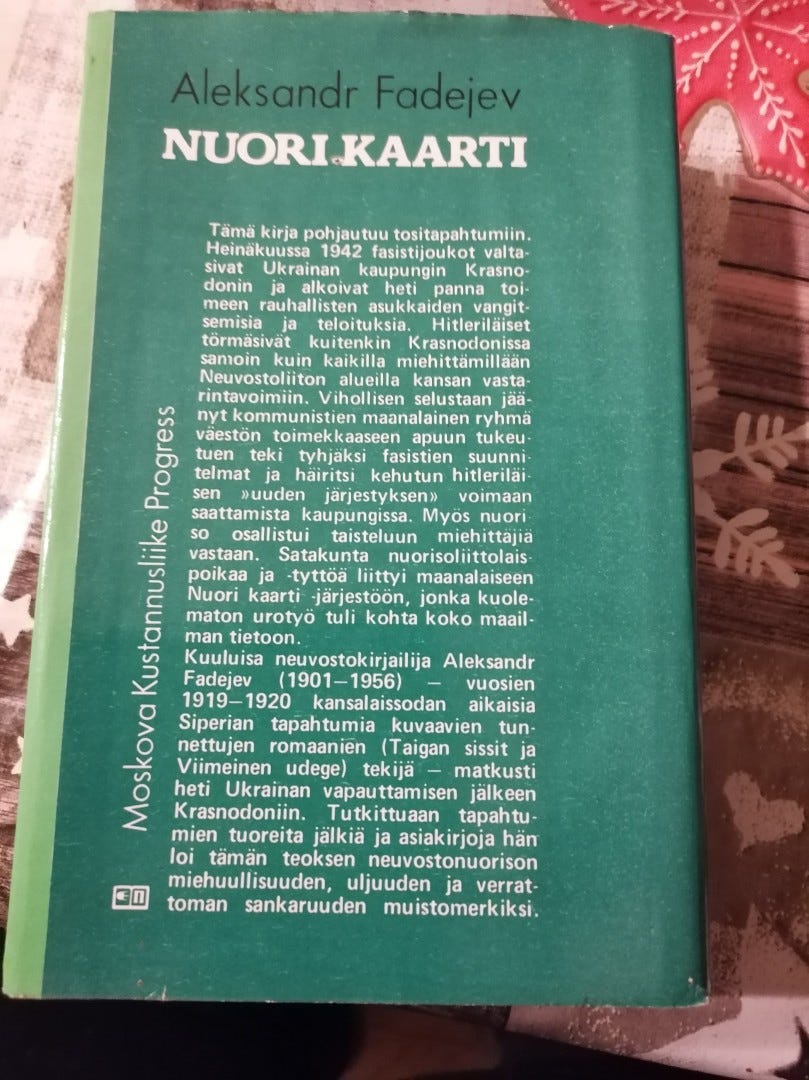 Aleksandr Fadejev
NUORI KAARTI
Tämä kirja pohjautuu tositapahtumiin.
Heinäkuussa 1942 fasistijoukot valta-
sivat Ukrainan kaupungin Krasno-
donin ja alkoivat heti panna toi-
meen rauhallisten asukkaiden vangit-
semisia ja teloituksia. Hitleriläiset
törmäsivät kuitenkin Krasnodonissa
samoin kuin kaikilla miehittämillään
Neuvostoliiton alueilla kansan vasta-
rintavoimiin. Vihollisen selustaan jää-
nyt kommunistien maanalainen ryhmä
väestön toimekkaaseen apuun tukeu-
tuen teki tyhjäksi fasistien suunni-
telmat ja häiritsi kehutun hitleriläi-
sen »uuden järjestyksen» voimaan
saattamista kaupungissa. Myös nuori-
so osallistui taisteluun miehittäjiä
vastaan. Satakunta nuorisoliittolais-
poikaa ja -tyttöä liittyi maanalaiseen
Nuori kaarti -järjestöön, jonka kuole-
maton urotyö tuli kohta koko maail-
man tietoon.
Kuuluisa neuvostokirjailija Aleksandr
Fadejev (1901—1956) — vuosien
1919—1920 kansalaissodan aikaisia
Siperian tapahtumia kuvaavien tun-
nettujen romaanien (Taigan sissit ja
Viimeinen udege) tekijä — matkusti
heti Ukrainan vapauttamisen jälkeen
Krasnodoniin. Tutkittuaan tapahtu-
mien tuoreita jälkiä ja asiakirjoja hän
loi tämän teoksen neuvostonuorison
miehuullisuuden, uljuuden ja verrat-
toman sankaruuden muistomerkiksi.
Moskova Kustannusliike Progress